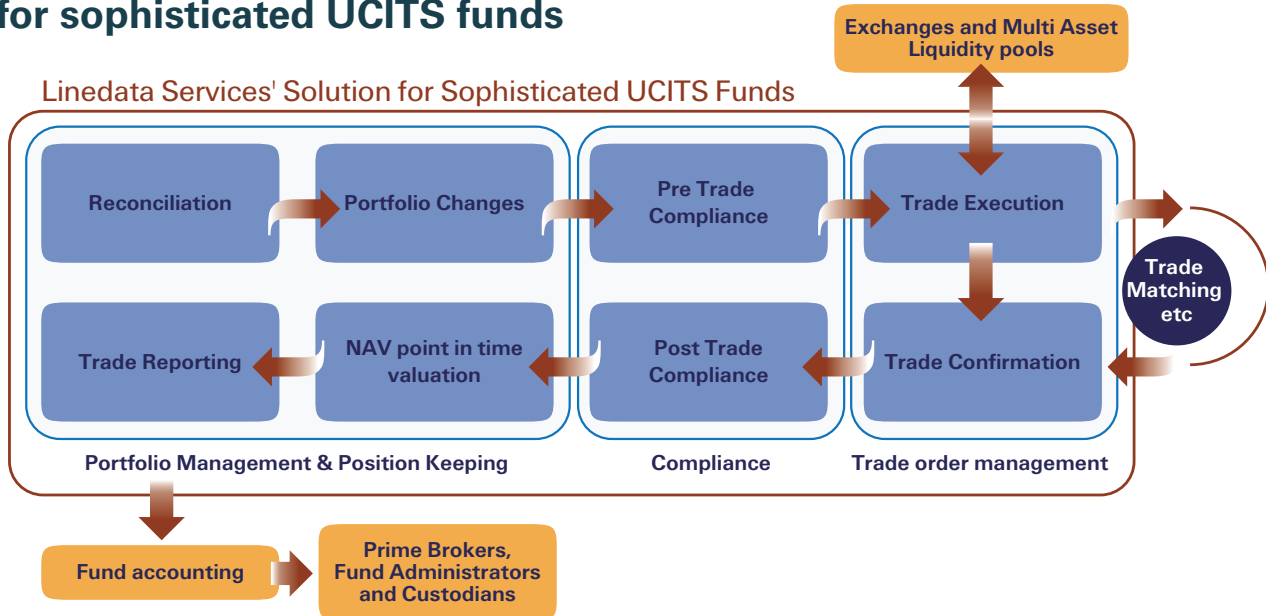 for sophisticated UCITS funds
Exchanges and Multi Asset
Liquidity pools
Linedata Services' Solution for Sophisticated UCITS Funds
Reconciliation
Portfolio Changes
Pre Trade
Compliance
Trade Execution
Trade
Matching
etc
Trade Reporting
NAV point in time
valuation
Post Trade
Compliance
Trade Confirmation
Portfolio Management & Position Keeping
Compliance
Trade order management
Fund accounting
Prime Brokers,
Fund Administrators
and Custodians